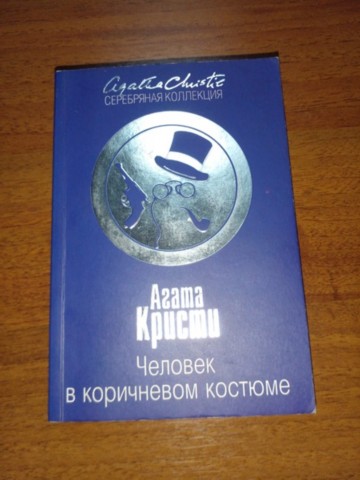 Agatha Christie
СЕРЕБРЯНАЯ КОЛЛЕКЦИЯ
Агата
Кристи
Человек
в коричневом костюме